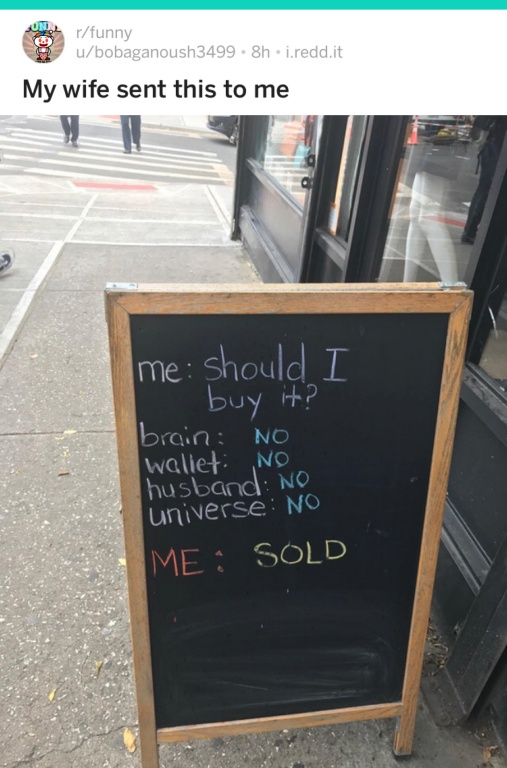 r/funny
u/bobaganoush3499 • 8h • i.redd.it
My wife sent this to me
me: should I
buy it?
brain: NO
wallet: NO
husband: NO
universe: NO
ME: SOLD